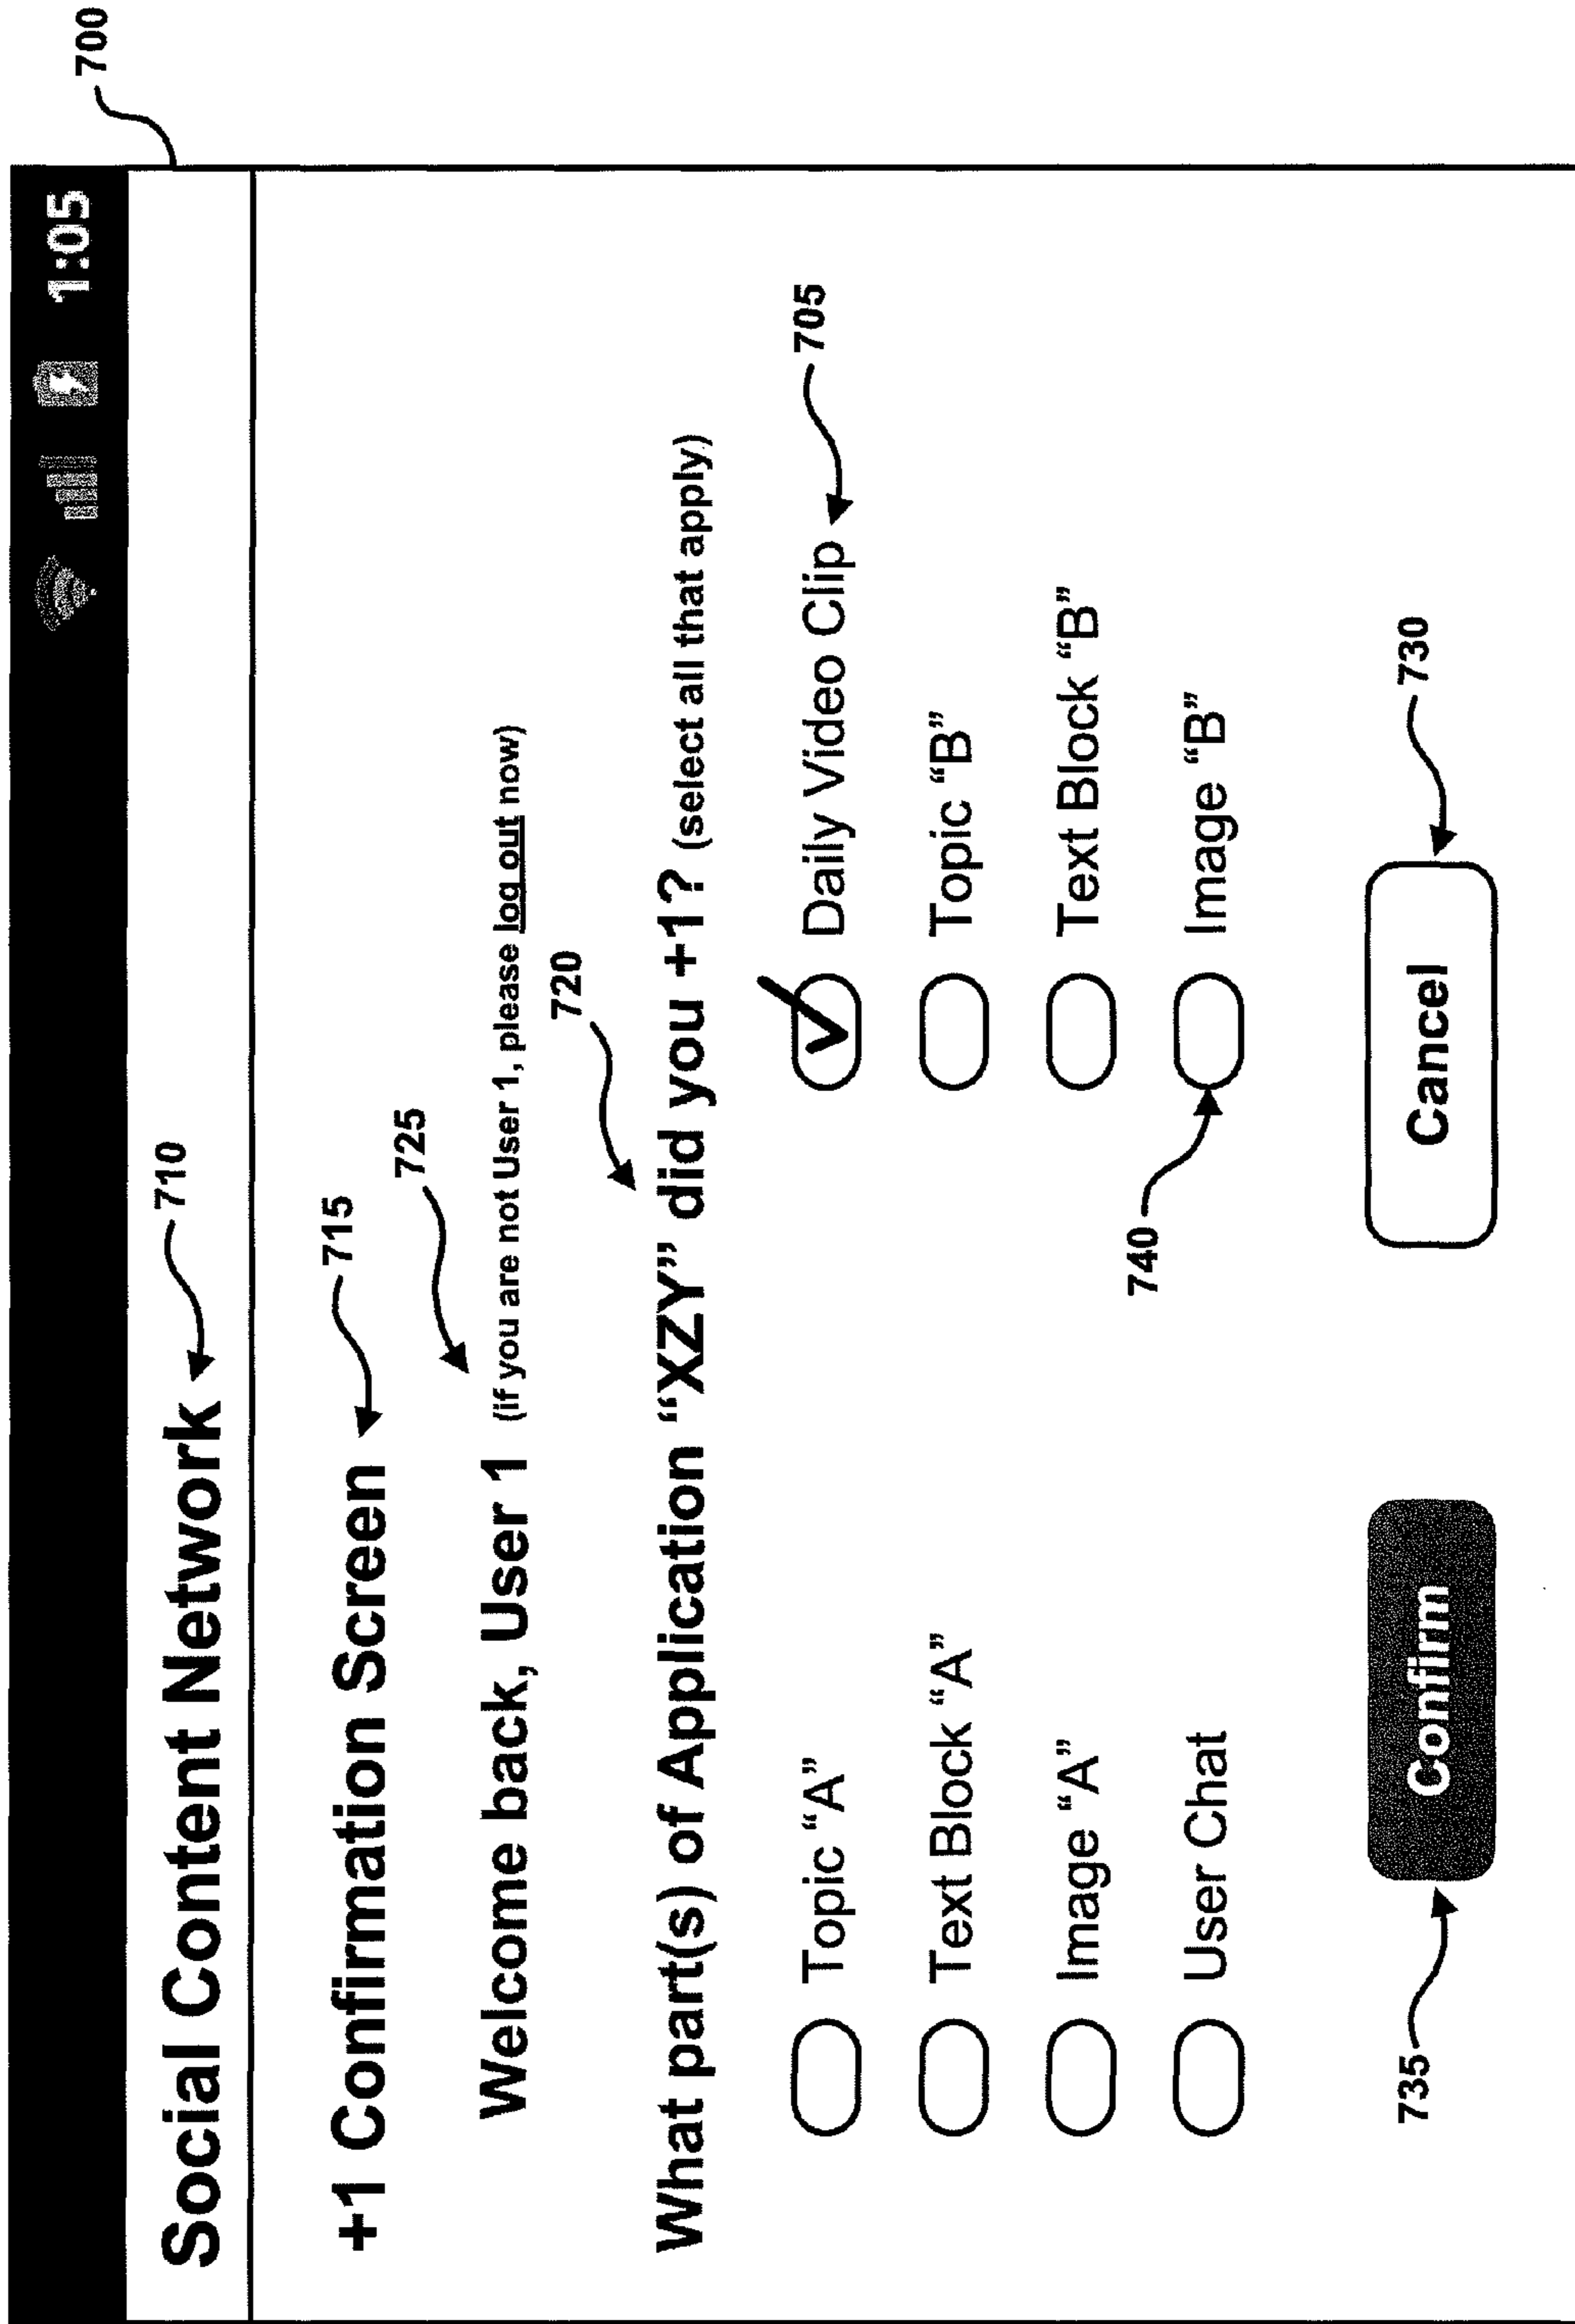 1:05
700
Social Content Network
710
+1 Confirmation Screen
715
725
Welcome back, User 1 (if you are not User 1, please log out now)
720
What part(s) of Application “XZY” did you +1? (select all that apply)
Topic “A”
Daily Video Clip
705
Text Block “A”
Topic “B”
Image “A”
Text Block “B”
740
User Chat
Image “B”
730
735
Confirm
Cancel